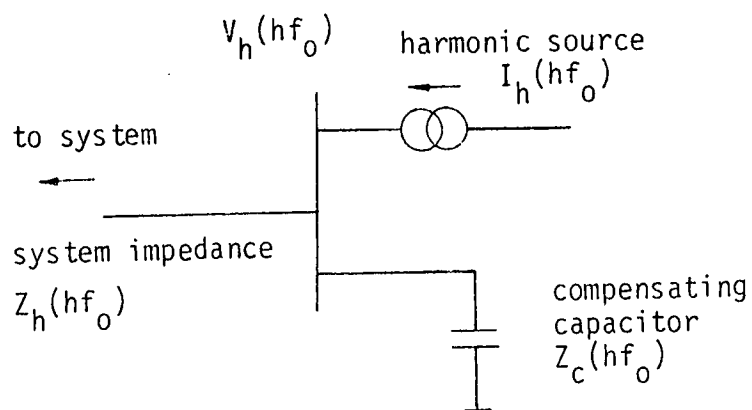 V_h(hf_o)
harmonic source
I_h(hf_o)
to system
system impedance
Z_h(hf_o)
compensating
capacitor
Z_c(hf_o)